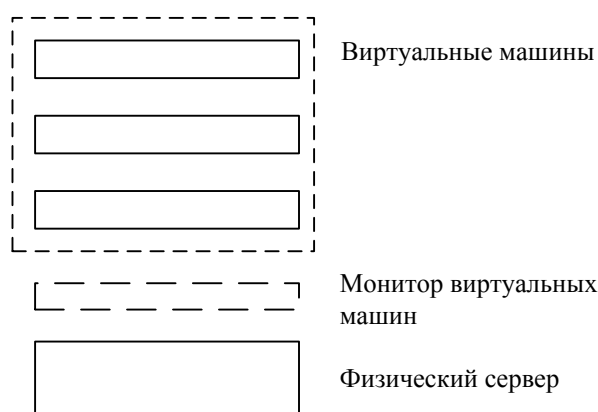 Виртуальные машины
Монитор виртуальных
машин
Физический сервер